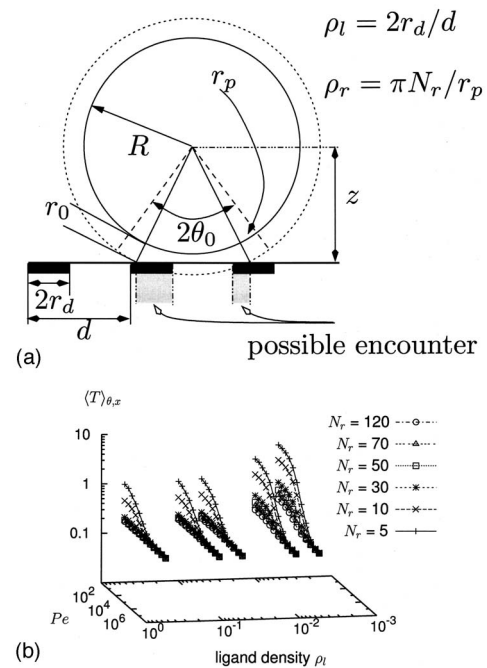 ρ_l = 2r_d/d
ρ_r = πN_r/r_p
r_p
R
r_0
2θ_0
z
2r_d
d
(a)
possible encounter
⟨T⟩_θ,x
N_r = 120
N_r = 70
N_r = 50
N_r = 30
N_r = 10
N_r = 5
10
1
0.1
10^2
10^4
10^6
Pe
10^0
10^-1
10^-2
10^-3
(b)
ligand density ρ_l